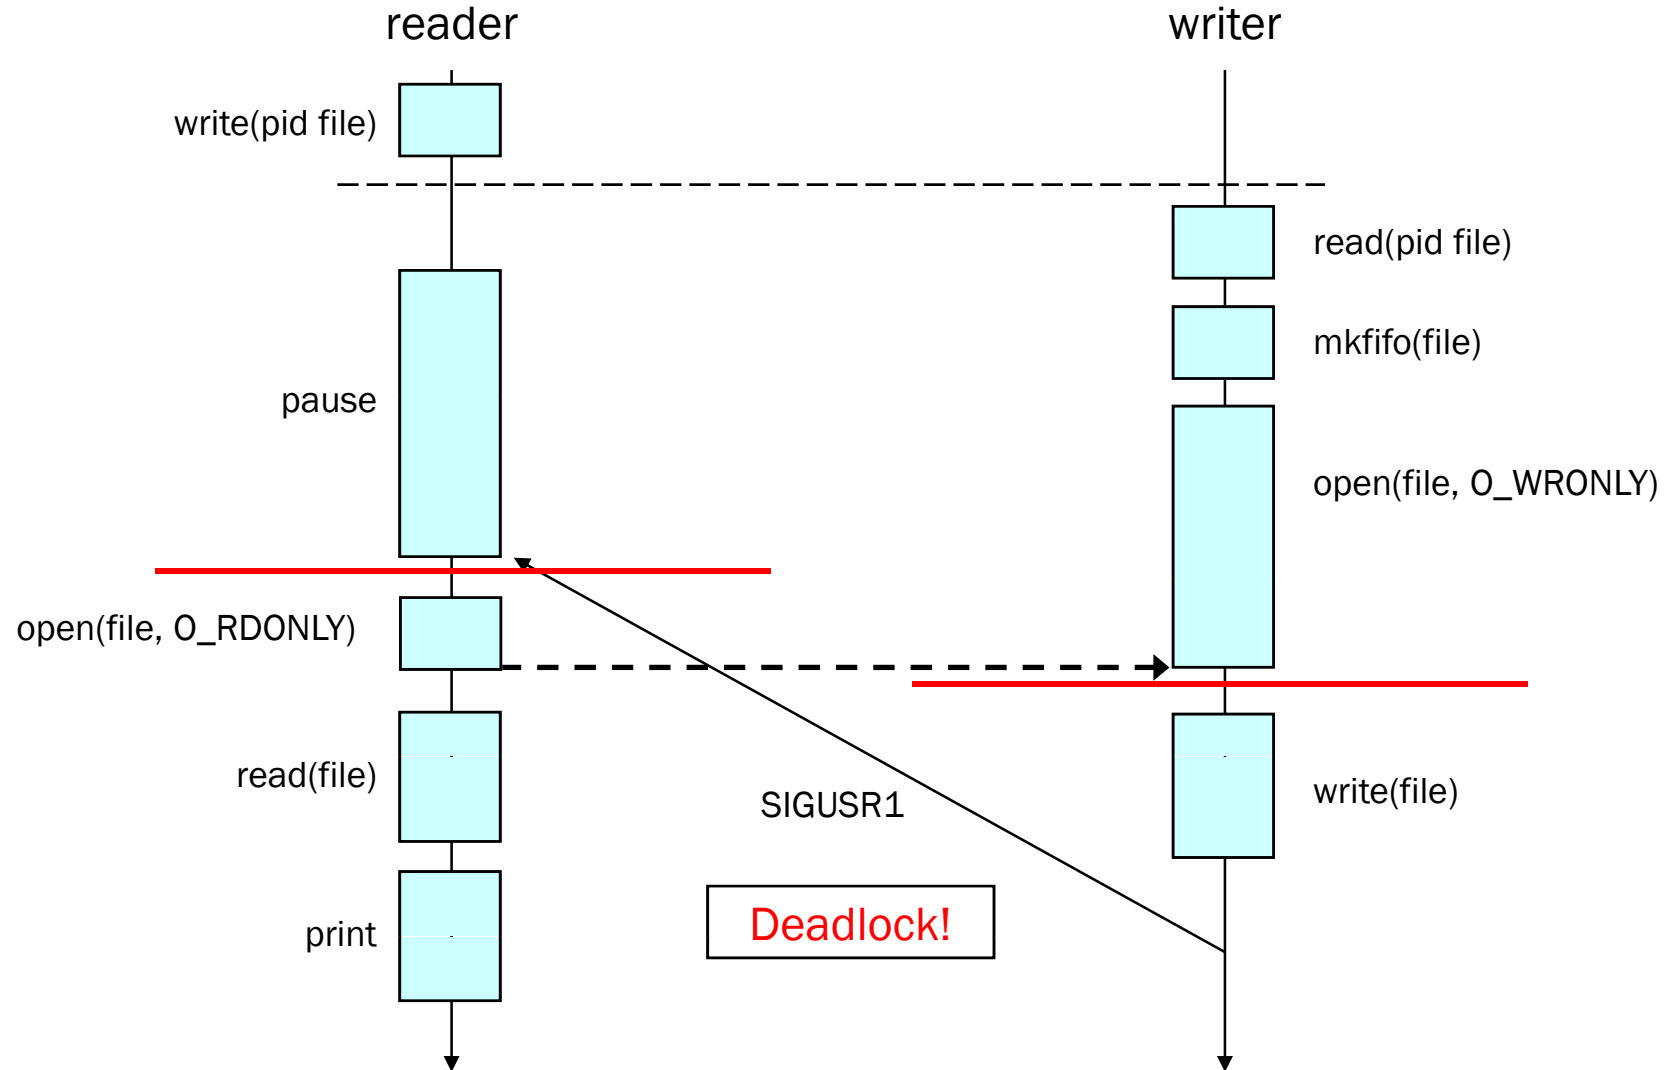 reader
writer
write(pid file)
read(pid file)
mkfifo(file)
pause
open(file, O_WRONLY)
open(file, O_RDONLY)
read(file)
write(file)
SIGUSR1
Deadlock!
print